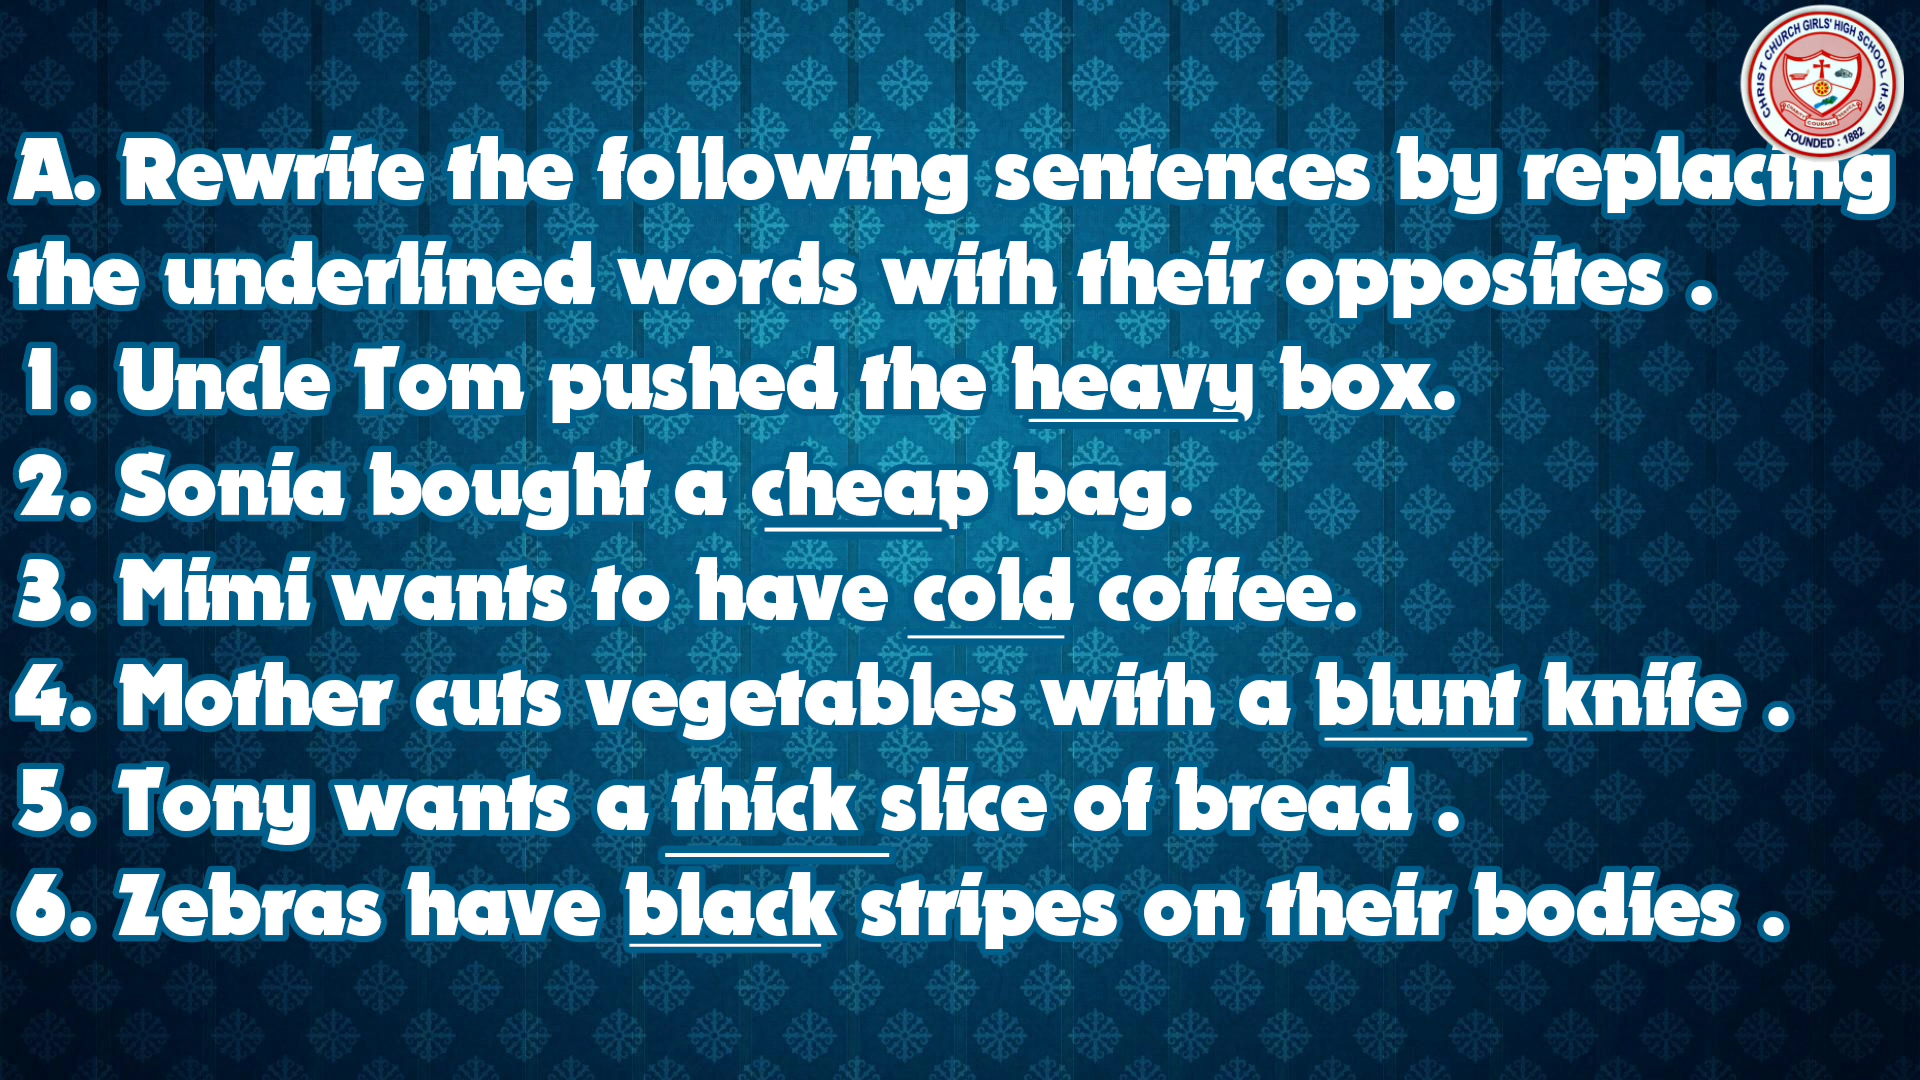 CHRIST CHURCH GIRLS' HIGH SCHOOL (H.S)
COURAGE
FOUNDED : 1882
A. Rewrite the following sentences by replacing
the underlined words with their opposites .
1. Uncle Tom pushed the heavy box.
2. Sonia bought a cheap bag.
3. Mimi wants to have cold coffee.
4. Mother cuts vegetables with a blunt knife .
5. Tony wants a thick slice of bread .
6. Zebras have black stripes on their bodies .